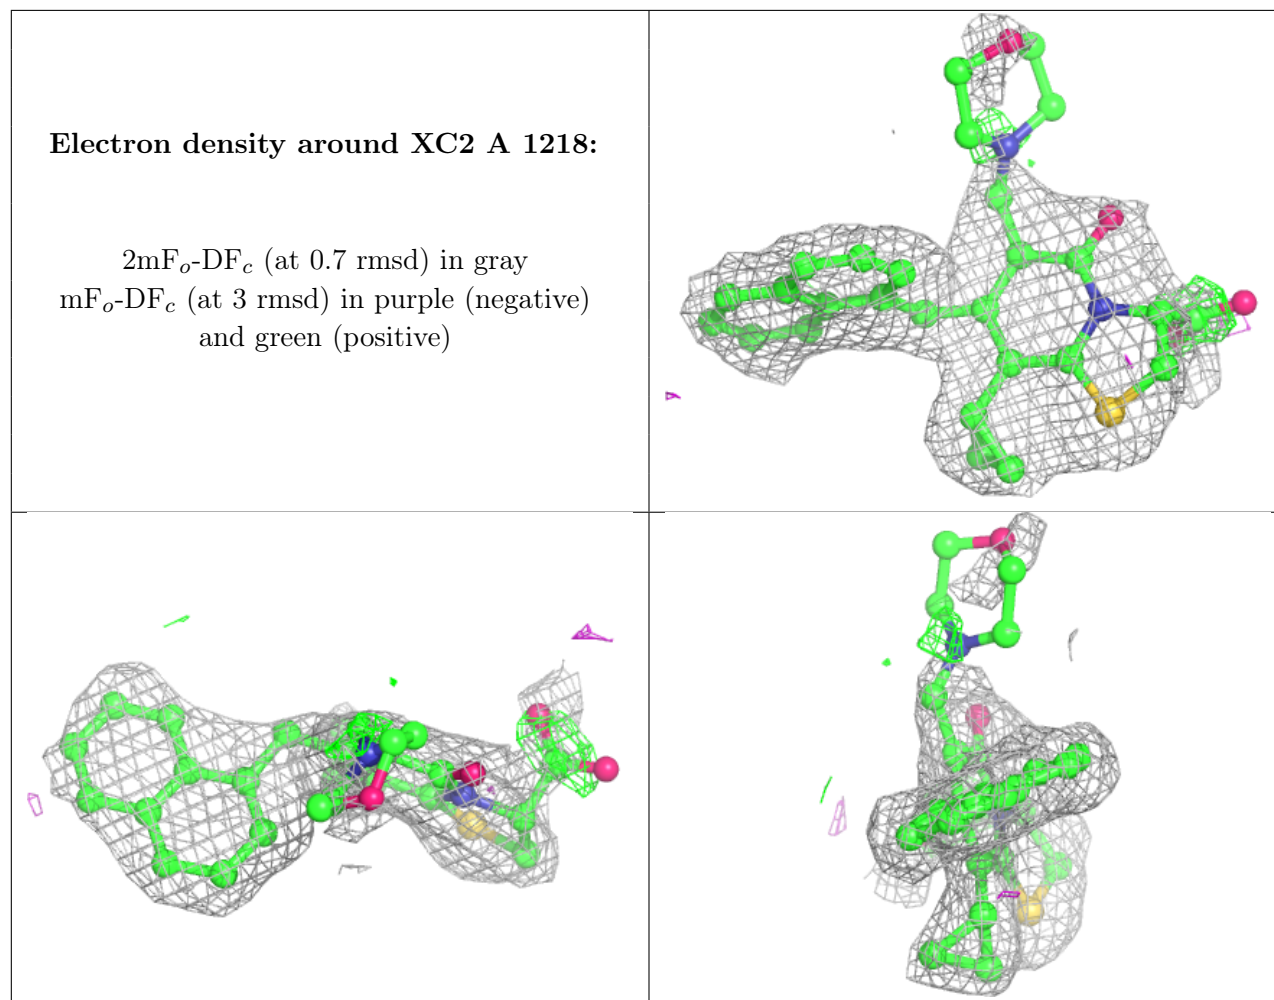 Electron density around XC2 A 1218:
2mFₒ-DF𝒸 (at 0.7 rmsd) in gray
mFₒ-DF𝒸 (at 3 rmsd) in purple (negative)
and green (positive)